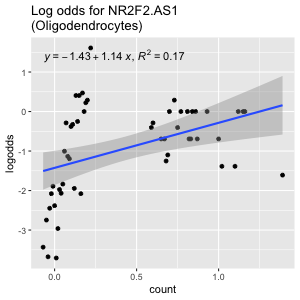 Log odds for NR2F2.AS1
(Oligodendrocytes)
y = −1.43 + 1.14 x, R² = 0.17
1
0
-1
-2
-3
logodds
0.0 0.5 1.0
count